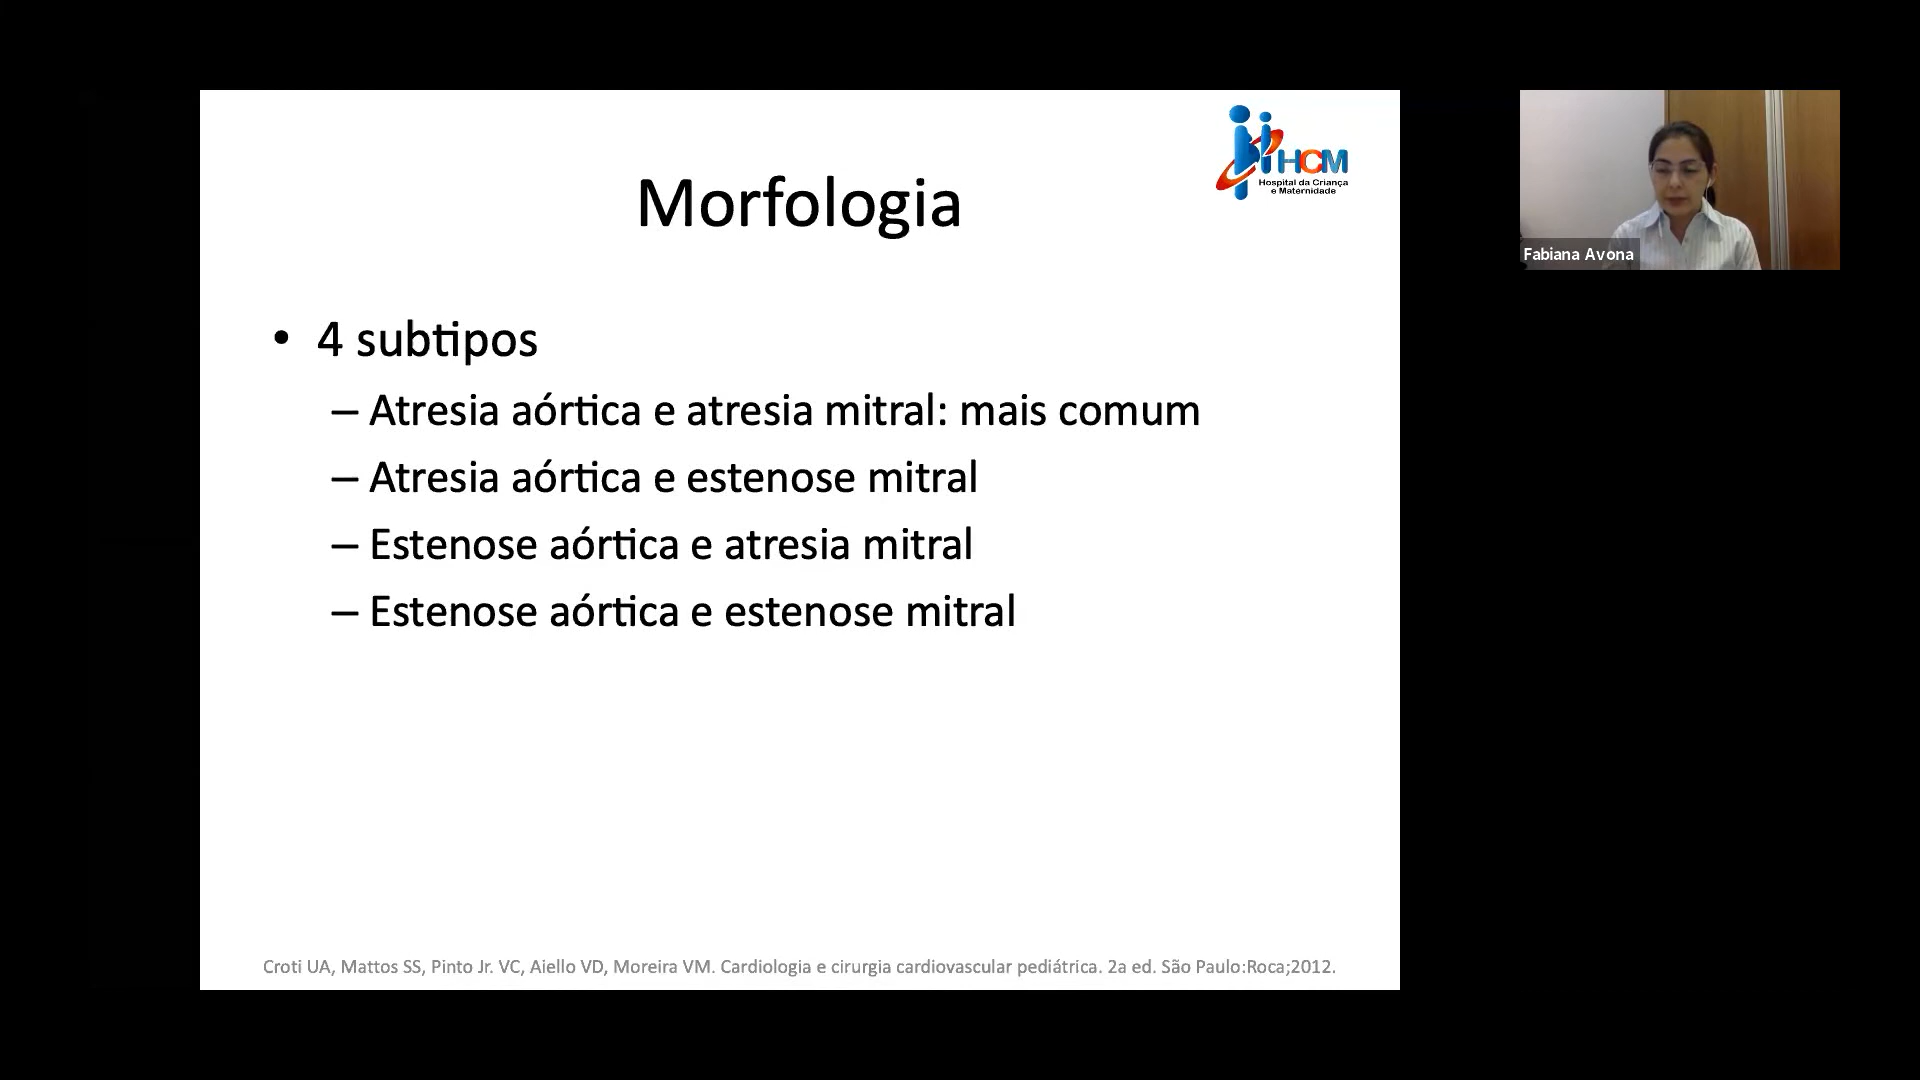 HCM
Hospital da Criança
e Maternidade
Morfologia
Fabiana Avona
• 4 subtipos
– Atresia aórtica e atresia mitral: mais comum
– Atresia aórtica e estenose mitral
– Estenose aórtica e atresia mitral
– Estenose aórtica e estenose mitral
Croti UA, Mattos SS, Pinto Jr. VC, Aiello VD, Moreira VM. Cardiologia e cirurgia cardiovascular pediátrica. 2a ed. São Paulo:Roca;2012.